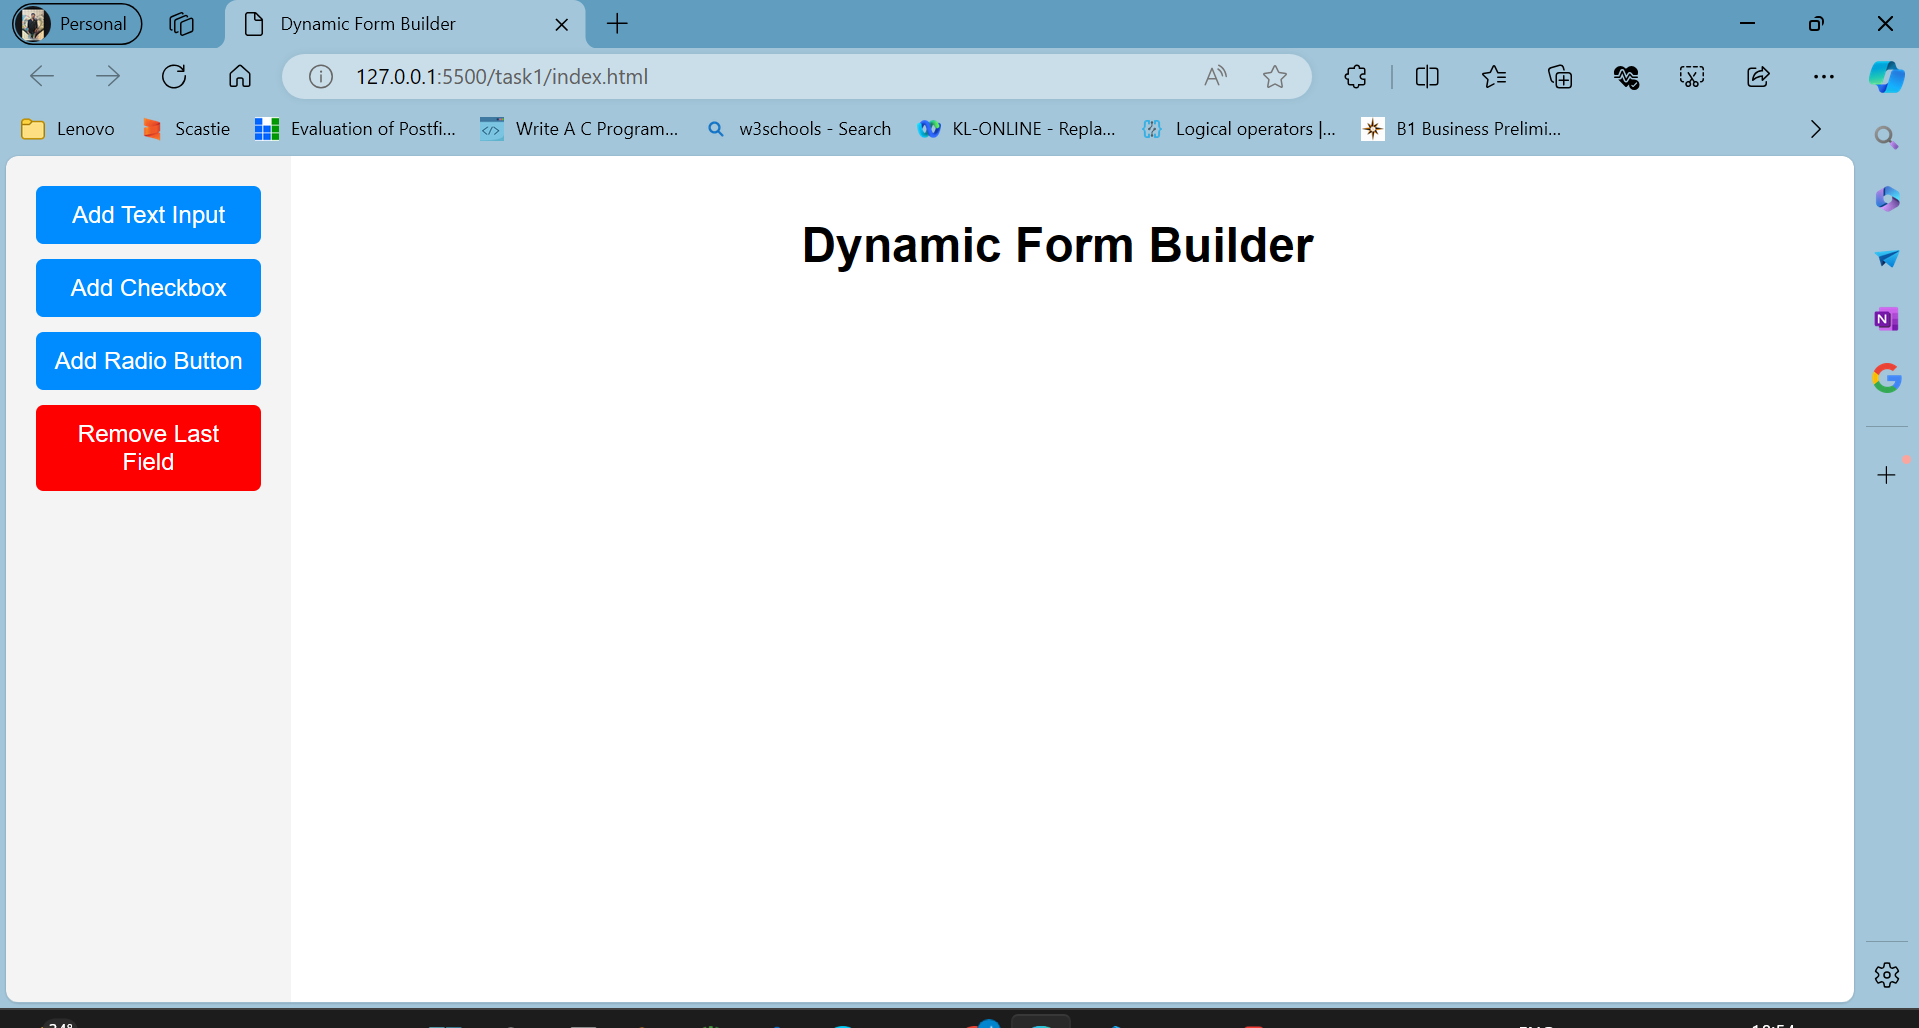 Personal
Dynamic Form Builder
127.0.0.1:5500/task1/index.html
Lenovo
Scastie
Evaluation of Postfi...
Write A C Program...
w3schools - Search
KL-ONLINE - Repla...
Logical operators |...
B1 Business Prelimi...
Add Text Input
Add Checkbox
Add Radio Button
Remove Last
Field
Dynamic Form Builder